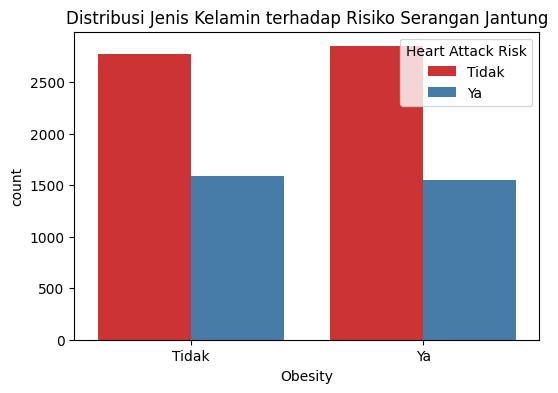 Distribusi Jenis Kelamin terhadap Risiko Serangan Jantung
Heart Attack Risk
Tidak
Ya
count
2500
2000
1500
1000
500
0
Tidak
Ya
Obesity